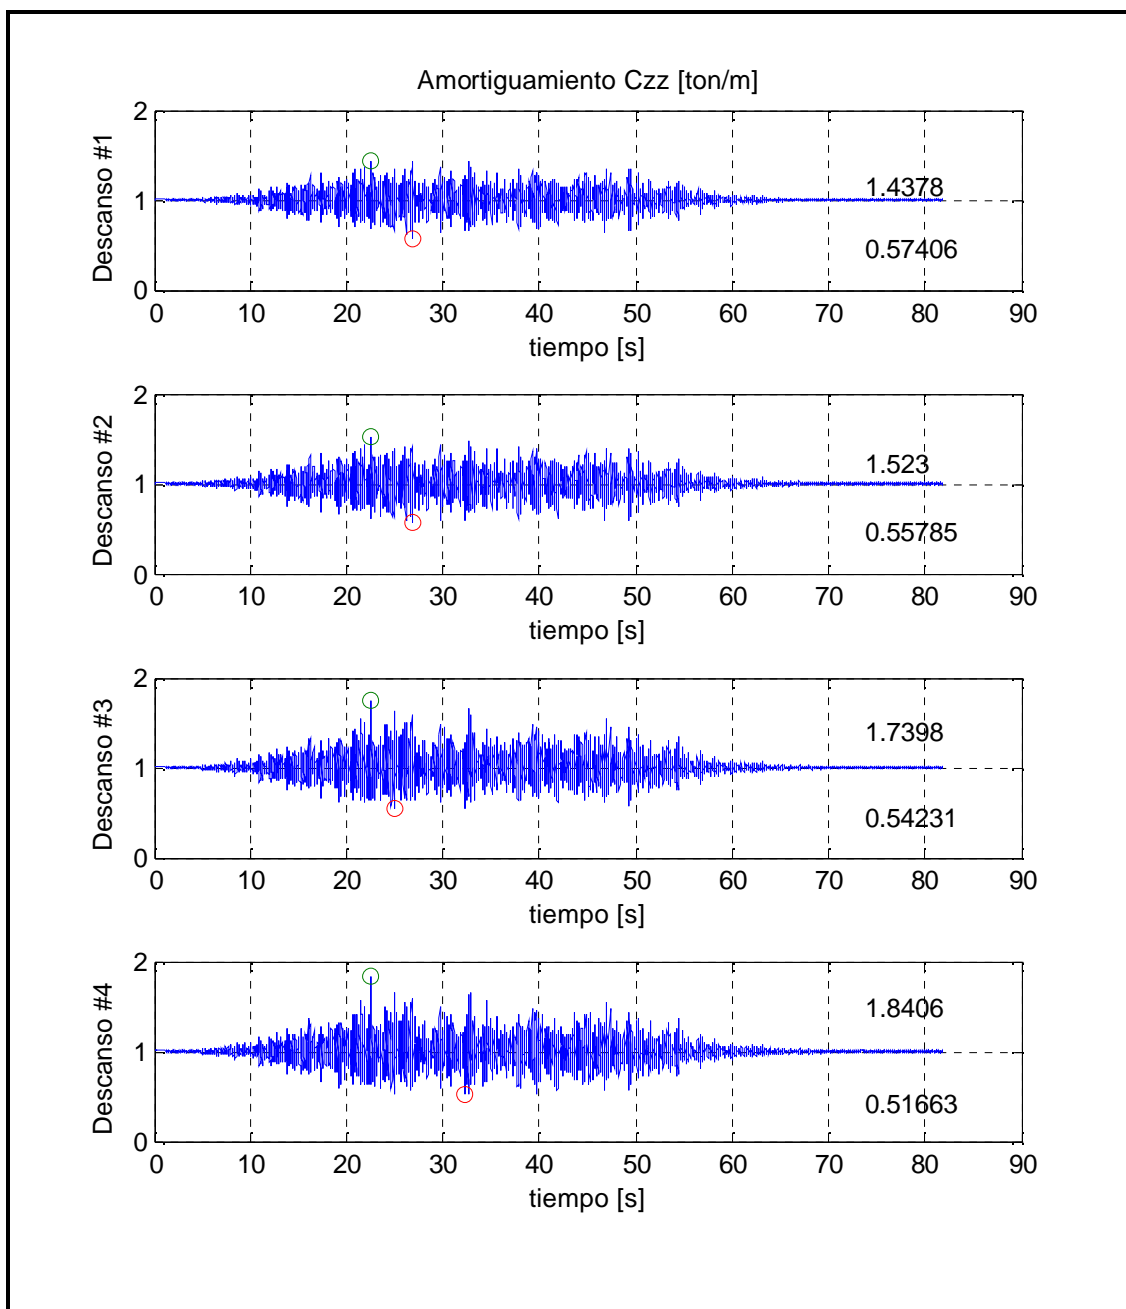 Amortiguamiento Czz [ton/m]
Descanso #1
2
1
0
1.4378
0.57406
0 10 20 30 40 50 60 70 80 90
tiempo [s]
Descanso #2
2
1
0
1.523
0.55785
0 10 20 30 40 50 60 70 80 90
tiempo [s]
Descanso #3
2
1
0
1.7398
0.54231
0 10 20 30 40 50 60 70 80 90
tiempo [s]
Descanso #4
2
1
0
1.8406
0.51663
0 10 20 30 40 50 60 70 80 90
tiempo [s]